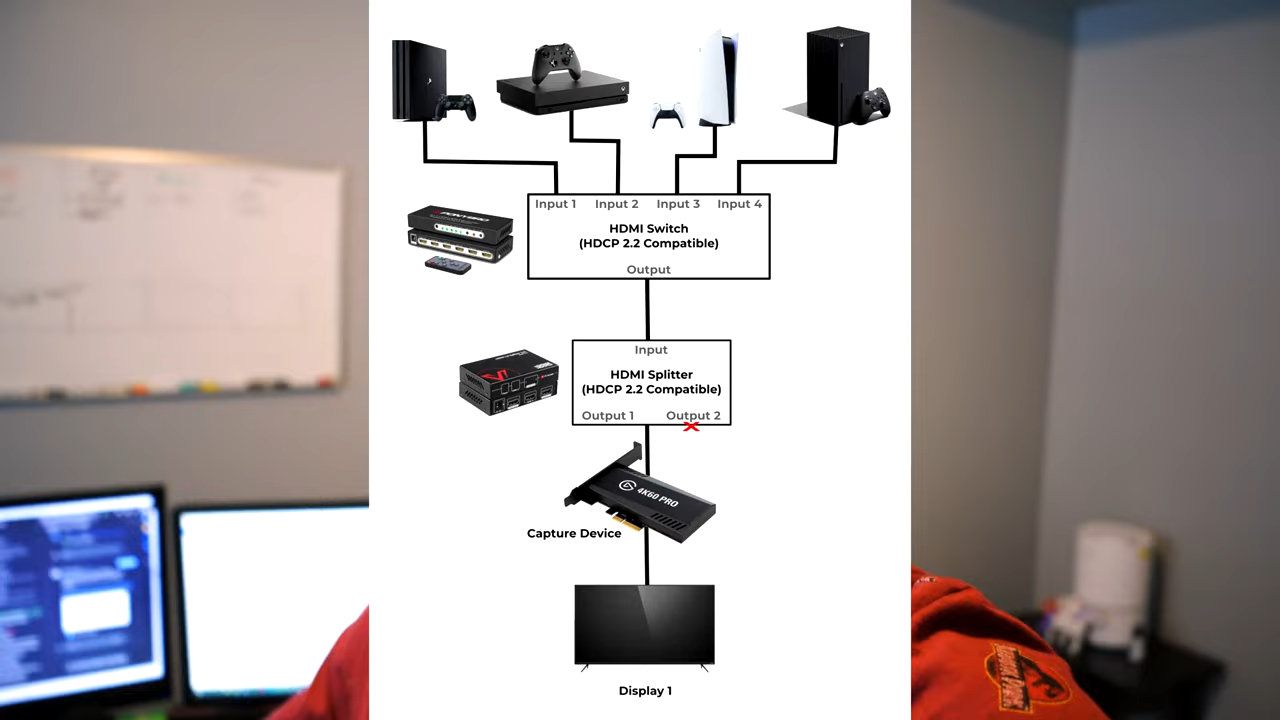 Input 1 Input 2 Input 3 Input 4
HDMI Switch
(HDCP 2.2 Compatible)
Output
Input
HDMI Splitter
(HDCP 2.2 Compatible)
Output 1 Output 2
4K60 PRO
Capture Device
Display 1